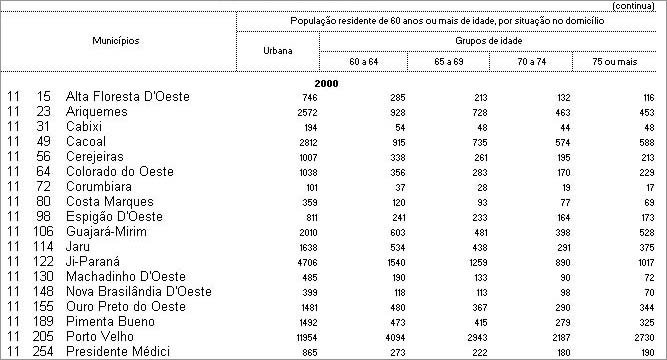 (continua)
População residente de 60 anos ou mais de idade, por situação no domicílio
Municípios
Urbana
Grupos de idade
60 a 64 65 a 69 70 a 74 75 ou mais
2000
11 15 Alta Floresta D'Oeste 746 285 213 132 116
11 23 Ariquemes 2572 928 728 463 453
11 31 Cabixi 194 54 48 44 48
11 49 Cacoal 2812 915 735 574 588
11 56 Cerejeiras 1007 338 261 195 213
11 64 Colorado do Oeste 1038 356 283 170 229
11 72 Corumbiara 101 37 28 19 17
11 80 Costa Marques 359 120 93 77 69
11 98 Espigão D'Oeste 811 241 233 164 173
11 106 Guajará-Mirim 2010 603 481 398 528
11 114 Jaru 1638 534 438 291 375
11 122 Ji-Paraná 4706 1540 1259 890 1017
11 130 Machadinho D'Oeste 485 190 133 90 72
11 148 Nova Brasilândia D'Oeste 399 118 113 98 70
11 155 Ouro Preto do Oeste 1481 480 367 290 344
11 189 Pimenta Bueno 1492 473 415 279 325
11 205 Porto Velho 11954 4094 2943 2187 2730
11 254 Presidente Médici 865 273 222 180 190